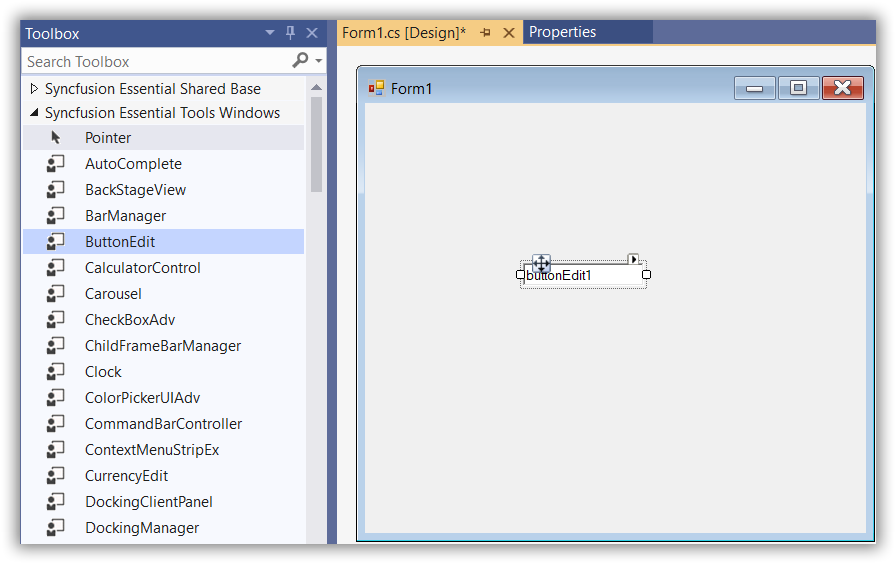 Toolbox
Search Toolbox
Syncfusion Essential Shared Base
Syncfusion Essential Tools Windows
Pointer
AutoComplete
BackStageView
BarManager
ButtonEdit
CalculatorControl
Carousel
CheckBoxAdv
ChildFrameBarManager
Clock
ColorPickerUIAdv
CommandBarController
ContextMenuStripEx
CurrencyEdit
DockingClientPanel
DockingManager
Form1.cs [Design]*
Properties
Form1
buttonEdit1